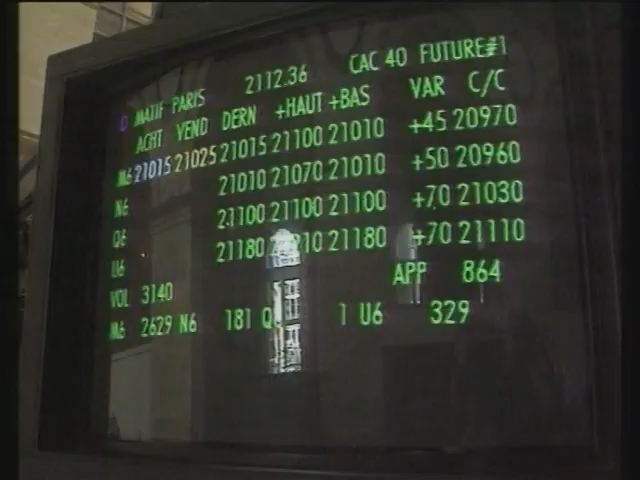 2112.36 CAC 40 FUTURE#1
D MATIF PARIS
ACHT VEND DERN +HAUT +BAS VAR C/C
M6 21015 21025 21015 21100 21010 +45 20970
N6 21010 21070 21010 +50 20960
Q6 21100 21100 21100 +70 21030
U6 21180 21180 +70 21110
VOL 3140 APP 864
M6 2629 N6 181 Q 1 U6 329